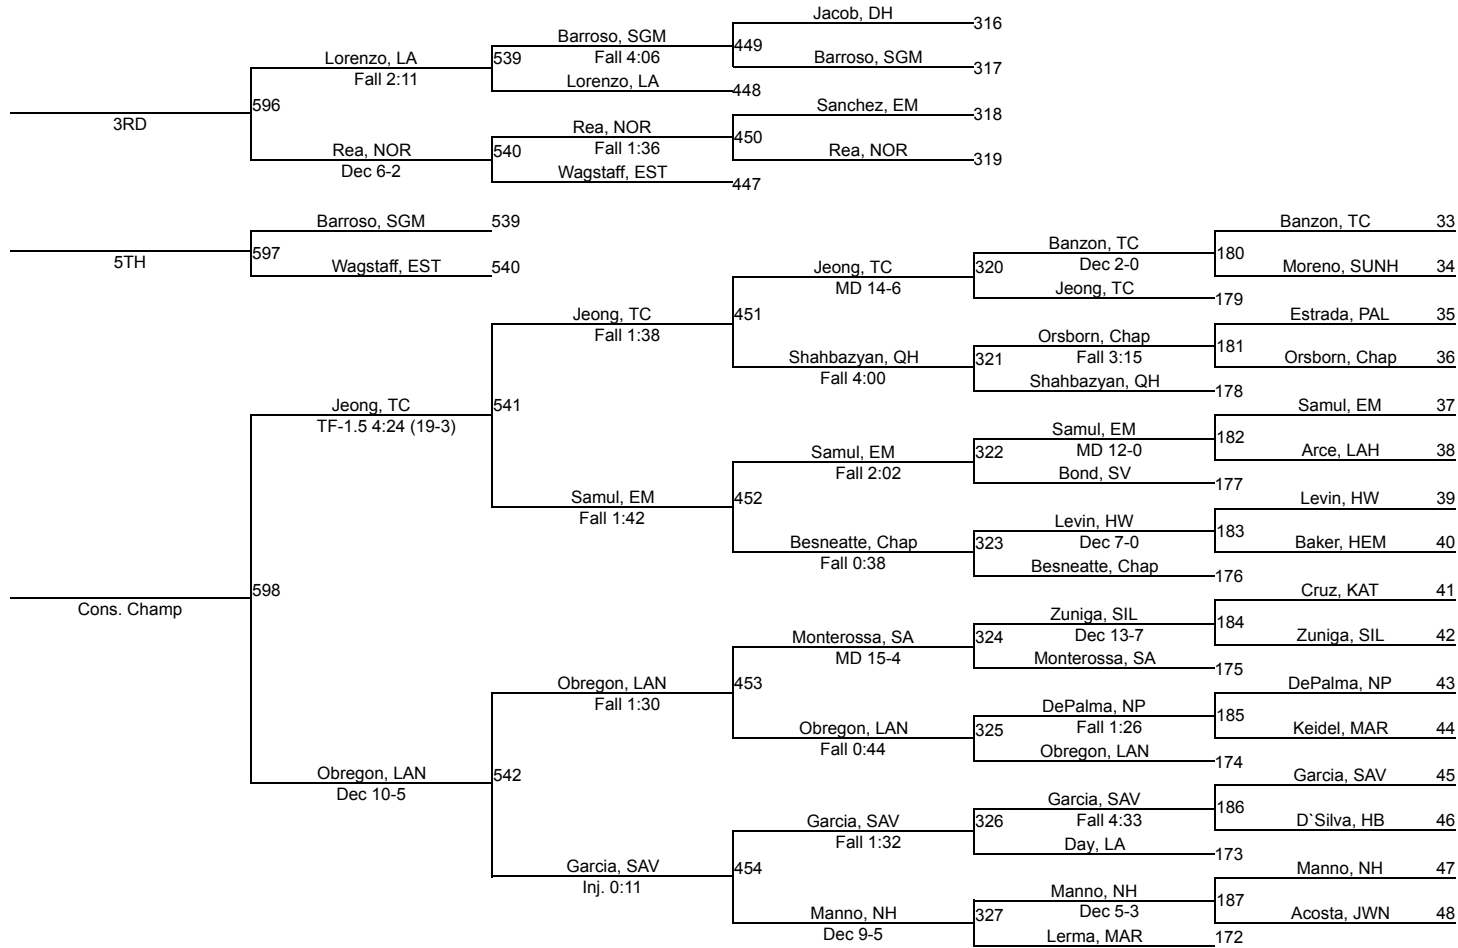 Jacob, DH 316
Barroso, SGM 449
Lorenzo, LA 539 Fall 4:06 Barroso, SGM 317
Fall 2:11 Lorenzo, LA 448
596 Sanchez, EM 318
3RD Rea, NOR 450
Rea, NOR 540 Fall 1:36 Rea, NOR 319
Dec 6-2 Wagstaff, EST 447
Barroso, SGM 539 Banzon, TC 33
597 Banzon, TC 180
5TH Wagstaff, EST 540 Jeong, TC 320 Dec 2-0 Moreno, SUNH 34
MD 14-6 Jeong, TC 179
Jeong, TC 451 Estrada, PAL 35
Fall 1:38 Orsborn, Chap 181
Shahbazyan, QH 321 Fall 3:15 Orsborn, Chap 36
Fall 4:00 Shahbazyan, QH 178
Jeong, TC 541 Samul, EM 37
TF-1.5 4:24 (19-3) Samul, EM 182
Samul, EM 322 MD 12-0 Arce, LAH 38
Fall 2:02 Bond, SV 177
Samul, EM 452 Levin, HW 39
Fall 1:42 Levin, HW 183
Besneatte, Chap 323 Dec 7-0 Baker, HEM 40
Fall 0:38 Besneatte, Chap 176
598 Cruz, KAT 41
Cons. Champ Zuniga, SIL 184
Monterossa, SA 324 Dec 13-7 Zuniga, SIL 42
MD 15-4 Monterossa, SA 175
Obregon, LAN 453 DePalma, NP 43
Fall 1:30 DePalma, NP 185
Obregon, LAN 325 Fall 1:26 Keidel, MAR 44
Fall 0:44 Obregon, LAN 174
Obregon, LAN 542 Garcia, SAV 45
Dec 10-5 Garcia, SAV 186
Garcia, SAV 326 Fall 4:33 D`Silva, HB 46
Fall 1:32 Day, LA 173
Garcia, SAV 454 Manno, NH 47
Inj. 0:11 Manno, NH 187
Manno, NH 327 Dec 5-3 Acosta, JWN 48
Dec 9-5 Lerma, MAR 172